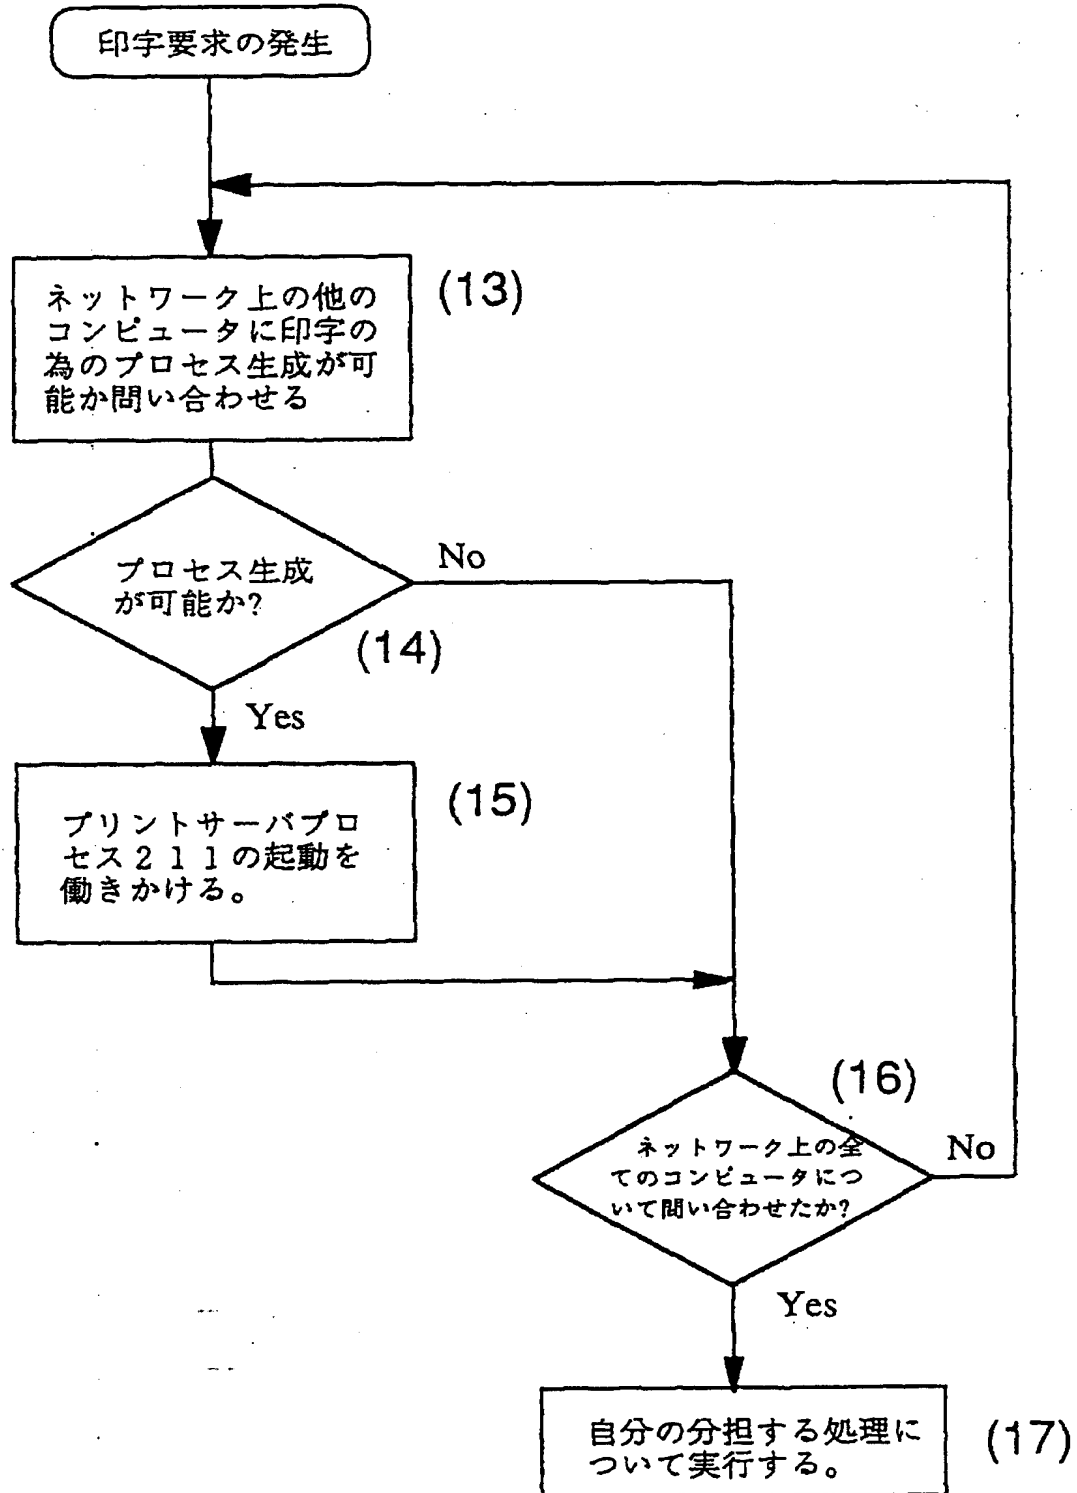 印字要求の発生
(13)
ネットワーク上の他の
コンピュータに印字の
為のプロセス生成が可
能か問い合わせる
No
プロセス生成
が可能か?
(14)
Yes
(15)
プリントサーバプロ
セス２１１の起動を
働きかける。
(16)
ネットワーク上の全
てのコンピュータにつ
いて問い合わせたか?
No
Yes
自分の分担する処理に
ついて実行する。
(17)